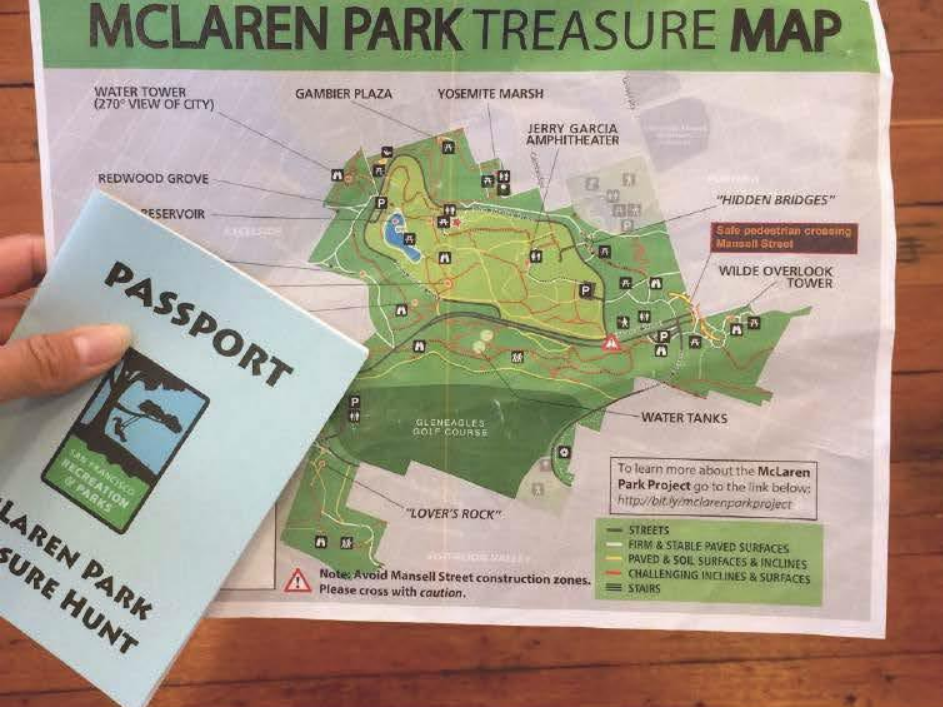 MCLAREN PARK TREASURE MAP
WATER TOWER
(270° VIEW OF CITY)
GAMBIER PLAZA
YOSEMITE MARSH
JERRY GARCIA
AMPHITHEATER
REDWOOD GROVE
RESERVOIR
"HIDDEN BRIDGES"
EXCELSIOR
Safe pedestrian crossing
Mansell Street
WILDE OVERLOOK
TOWER
P
P
P
P
P
WATER TANKS
GLENEAGLES
GOLF COURSE
"LOVER'S ROCK"
VISITACION VALLEY
To learn more about the McLaren
Park Project go to the link below:
http://bit.ly/mclarenparkproject
STREETS
FIRM & STABLE PAVED SURFACES
PAVED & SOIL SURFACES & INCLINES
CHALLENGING INCLINES & SURFACES
STAIRS
Note: Avoid Mansell Street construction zones.
Please cross with caution.
PASSPORT
SAN FRANCISCO
RECREATION
& PARKS
LAREN PARK
SURE HUNT